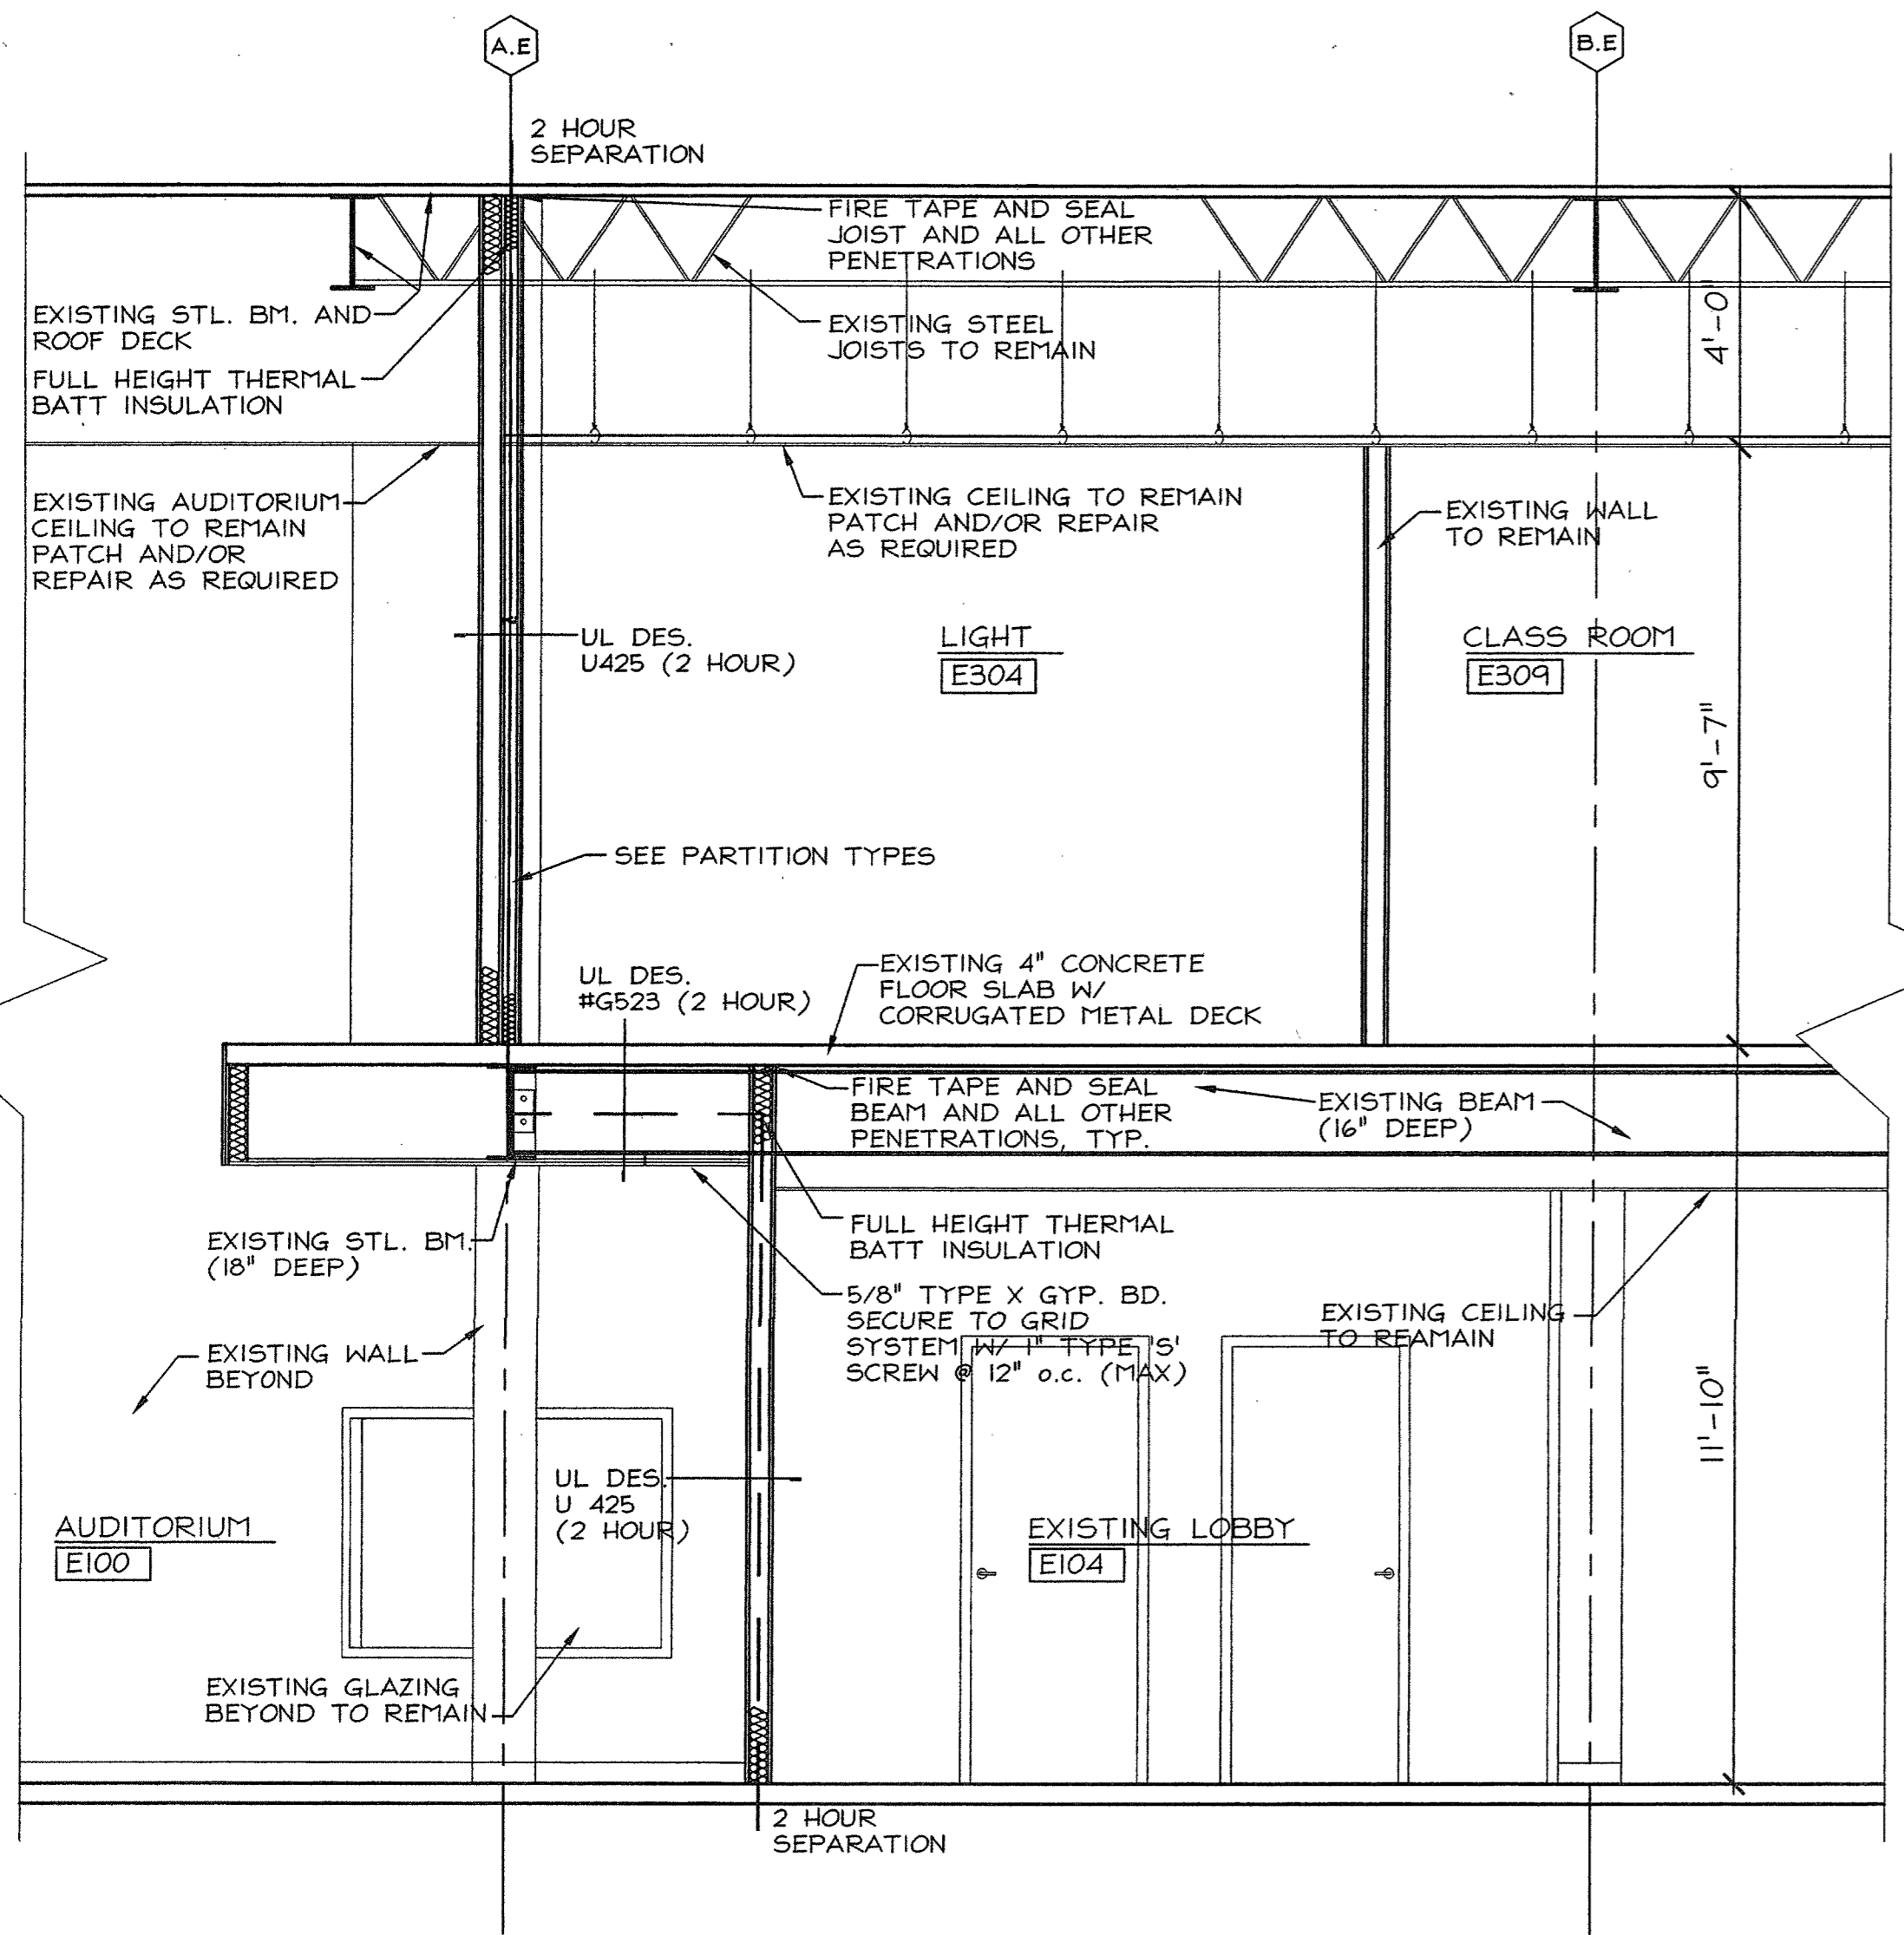 A.E
B.E
2 HOUR
SEPARATION
FIRE TAPE AND SEAL
JOIST AND ALL OTHER
PENETRATIONS
EXISTING STL. BM. AND
ROOF DECK
EXISTING STEEL
JOISTS TO REMAIN
4'-0"
FULL HEIGHT THERMAL
BATT INSULATION
EXISTING AUDITORIUM
CEILING TO REMAIN
PATCH AND/OR
REPAIR AS REQUIRED
EXISTING CEILING TO REMAIN
PATCH AND/OR REPAIR
AS REQUIRED
EXISTING WALL
TO REMAIN
UL DES.
U425 (2 HOUR)
LIGHT
E304
CLASS ROOM
E309
9'-7"
SEE PARTITION TYPES
UL DES.
#G523 (2 HOUR)
EXISTING 4" CONCRETE
FLOOR SLAB W/
CORRUGATED METAL DECK
FIRE TAPE AND SEAL
BEAM AND ALL OTHER
PENETRATIONS, TYP.
EXISTING BEAM
(16" DEEP)
EXISTING STL. BM.
(18" DEEP)
FULL HEIGHT THERMAL
BATT INSULATION
5/8" TYPE X GYP. BD.
SECURE TO GRID
SYSTEM W/ 1" TYPE 'S'
SCREW @ 12" o.c. (MAX)
EXISTING CEILING
TO REAMAIN
EXISTING WALL
BEYOND
11'-10"
UL DES.
U 425
(2 HOUR)
AUDITORIUM
E100
EXISTING LOBBY
E104
EXISTING GLAZING
BEYOND TO REMAIN
2 HOUR
SEPARATION